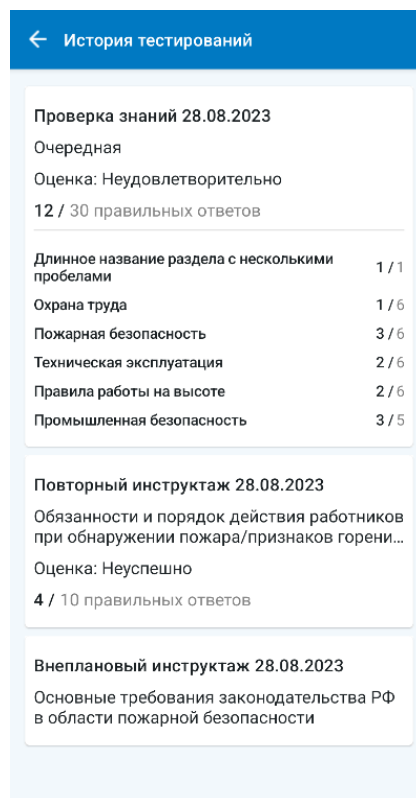 История тестирований
Проверка знаний 28.08.2023
Очередная
Оценка: Неудовлетворительно
12 / 30 правильных ответов
Длинное название раздела с несколькими
пробелами 1 / 1
Охрана труда 1 / 6
Пожарная безопасность 3 / 6
Техническая эксплуатация 2 / 6
Правила работы на высоте 2 / 6
Промышленная безопасность 3 / 5
Повторный инструктаж 28.08.2023
Обязанности и порядок действия работников
при обнаружении пожара/признаков горени...
Оценка: Неуспешно
4 / 10 правильных ответов
Внеплановый инструктаж 28.08.2023
Основные требования законодательства РФ
в области пожарной безопасности